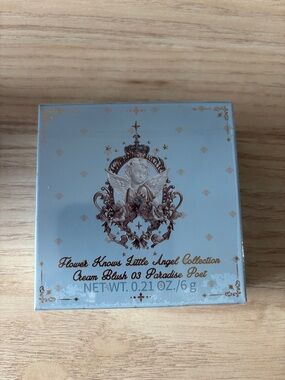 Flower Knows Little Angel Collection
Cream Blush 03 Paradise Poet
NET WT. 0.21 OZ./6 g